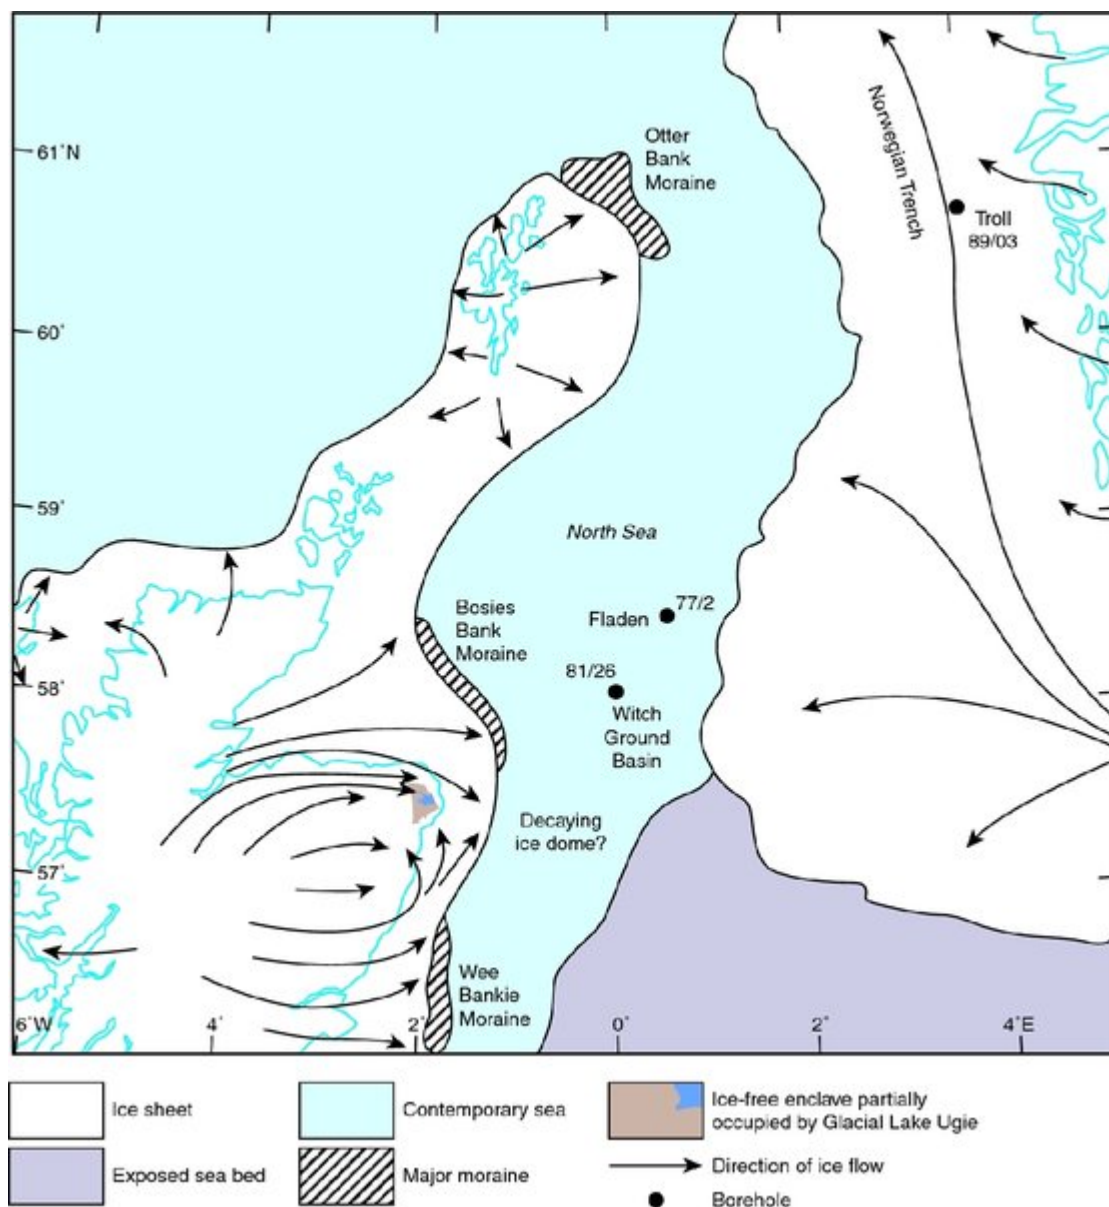 Otter
Bank
Moraine
61°N
Norwegian Trench
Troll
89/03
60°
59°
North Sea
Bosies
Bank
Moraine
77/2
Fladen
81/26
58°
Witch
Ground
Basin
Decaying
ice dome?
57°
Wee
Bankie
Moraine
6°W
4°
2°
0°
2°
4°E
Ice sheet
Contemporary sea
Ice-free enclave partially
occupied by Glacial Lake Ugie
Exposed sea bed
Major moraine
Direction of ice flow
Borehole